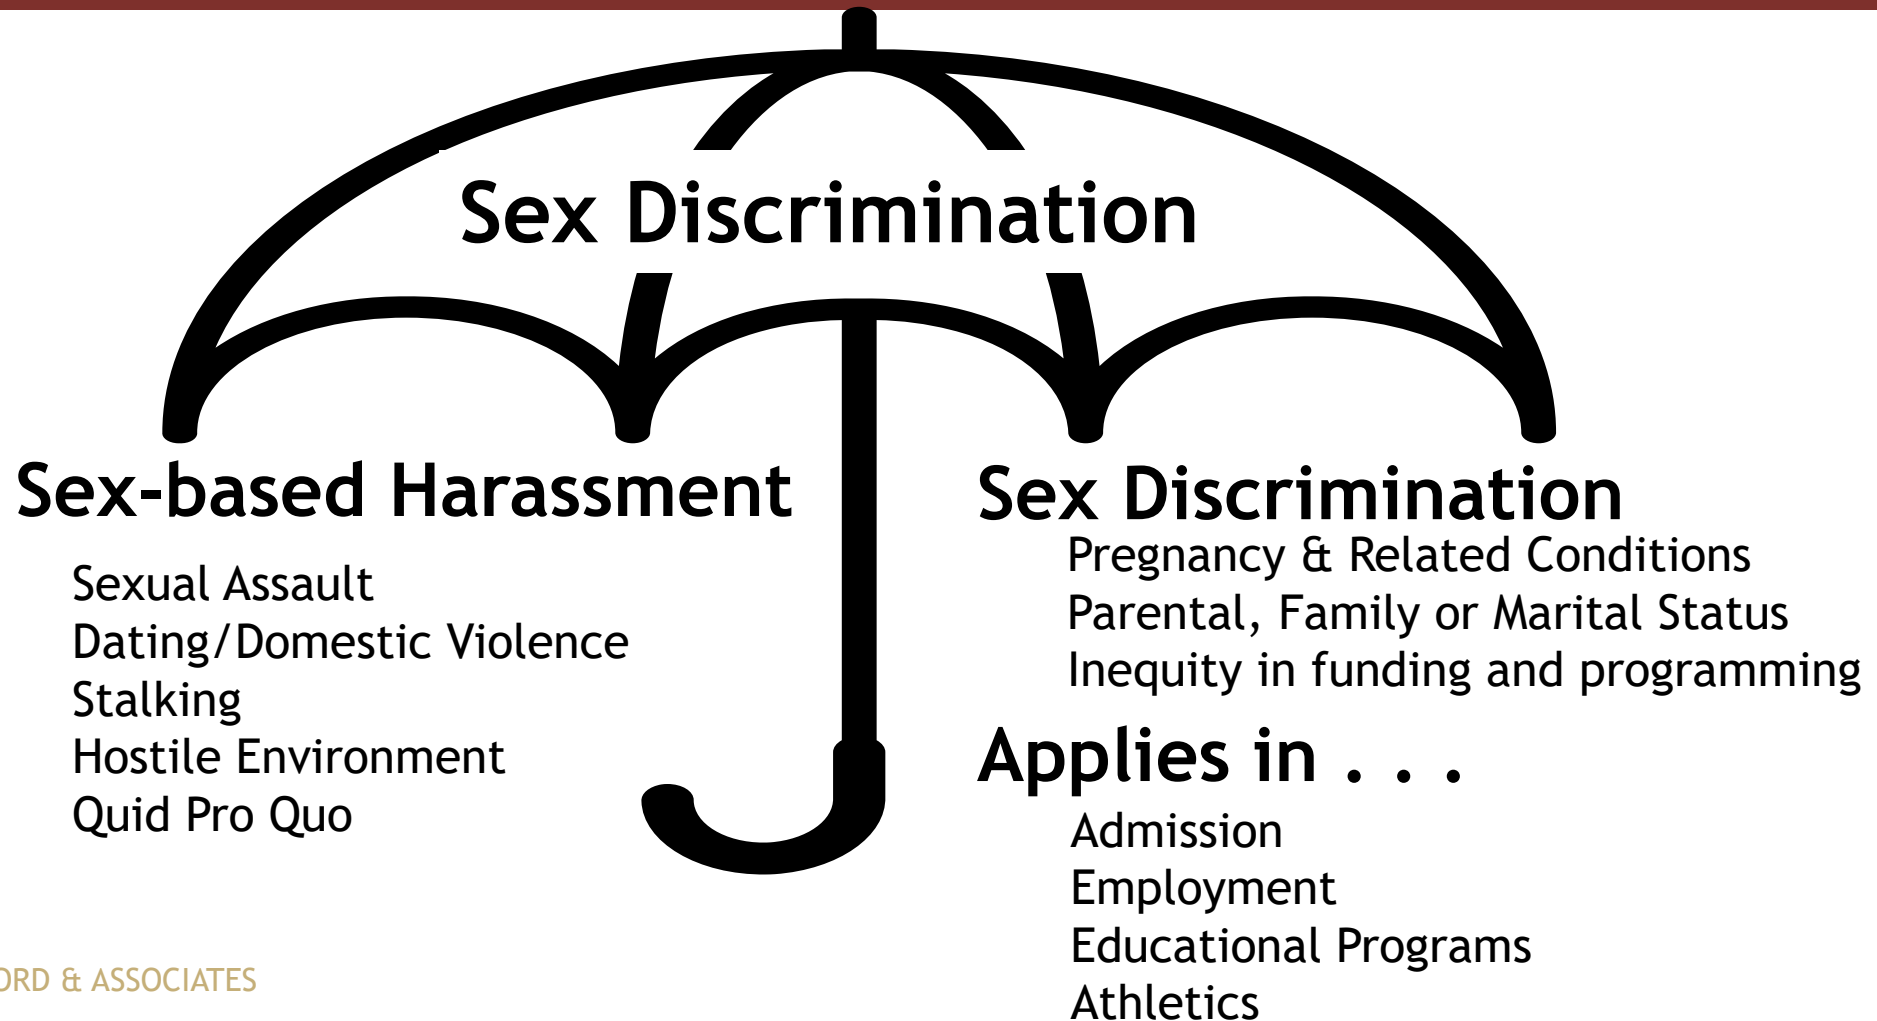 Sex Discrimination
Sex-based Harassment
Sexual Assault
Dating/Domestic Violence
Stalking
Hostile Environment
Quid Pro Quo
Sex Discrimination
Pregnancy & Related Conditions
Parental, Family or Marital Status
Inequity in funding and programming
Applies in . . .
Admission
Employment
Educational Programs
Athletics
& ASSOCIATES